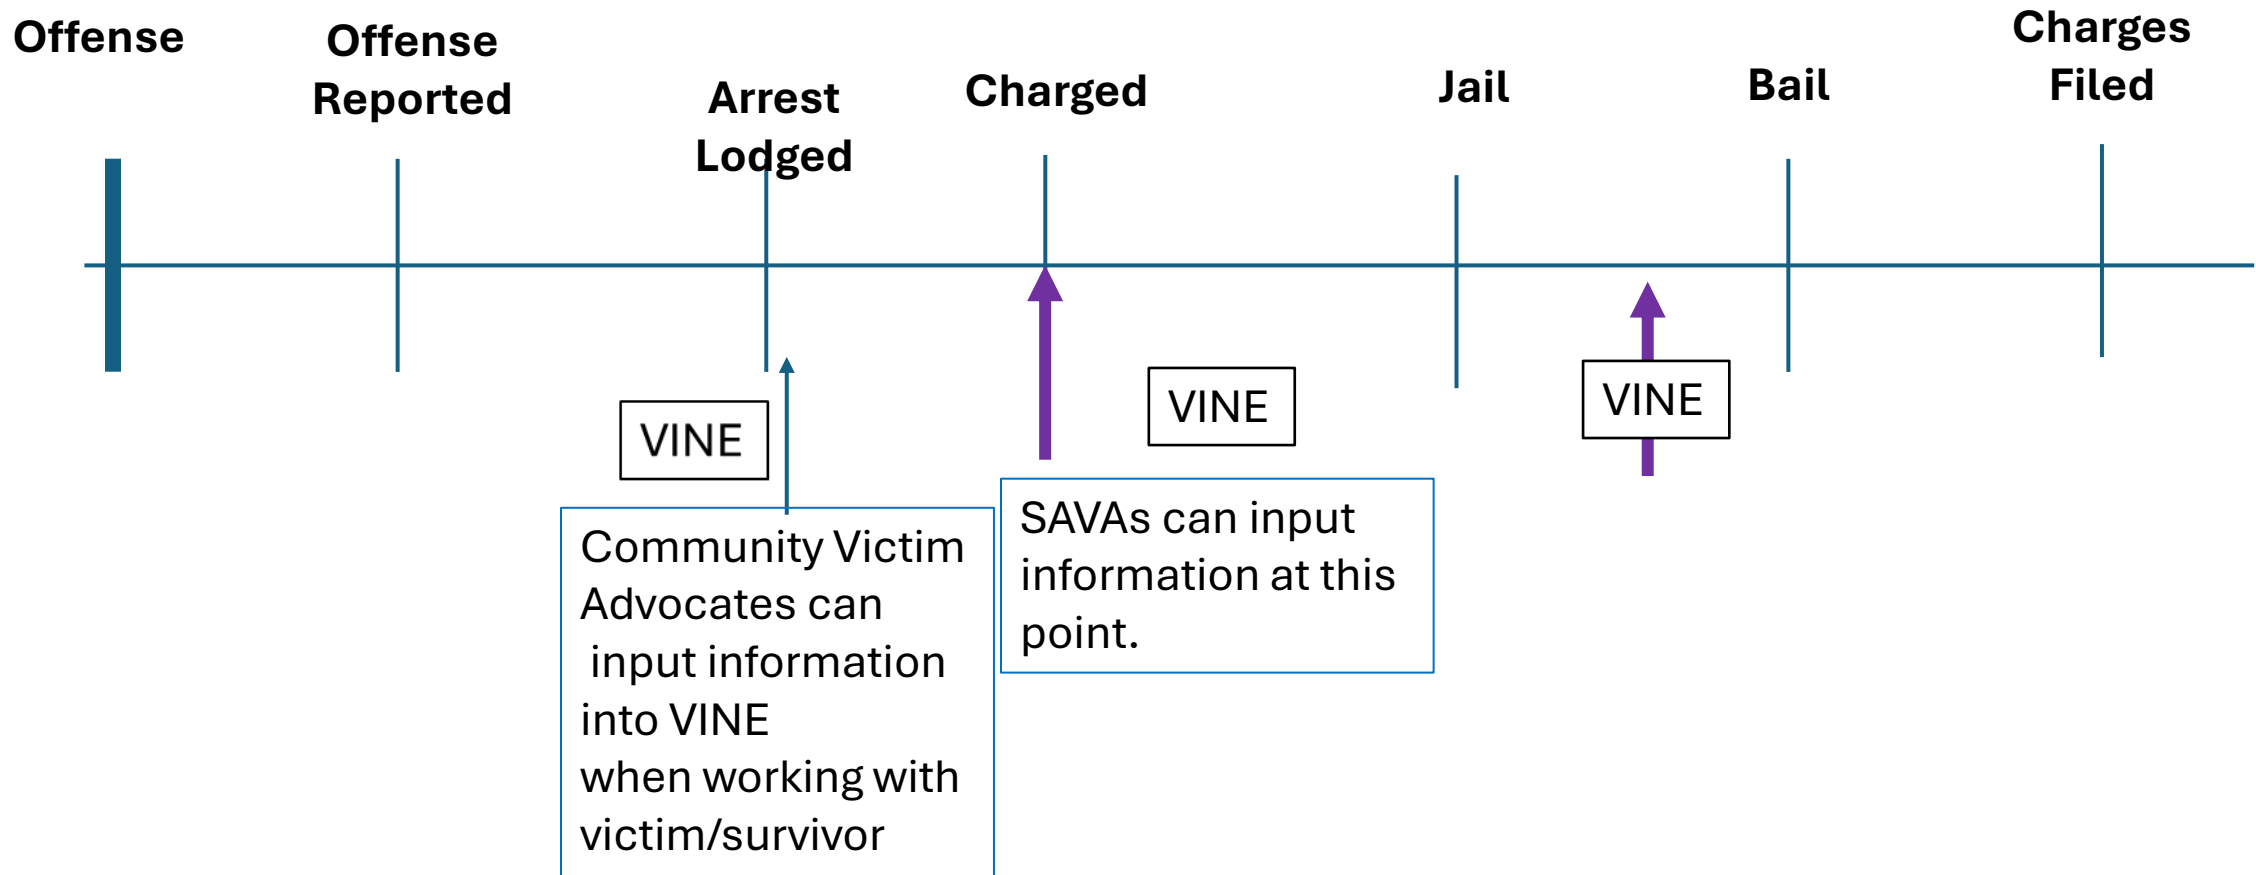 Offense
Offense
Reported
Arrest
Lodged
Charged
Jail
Bail
Charges
Filed
VINE
VINE
VINE
Community Victim
Advocates can
input information
into VINE
when working with
victim/survivor
SAVAs can input
information at this
point.